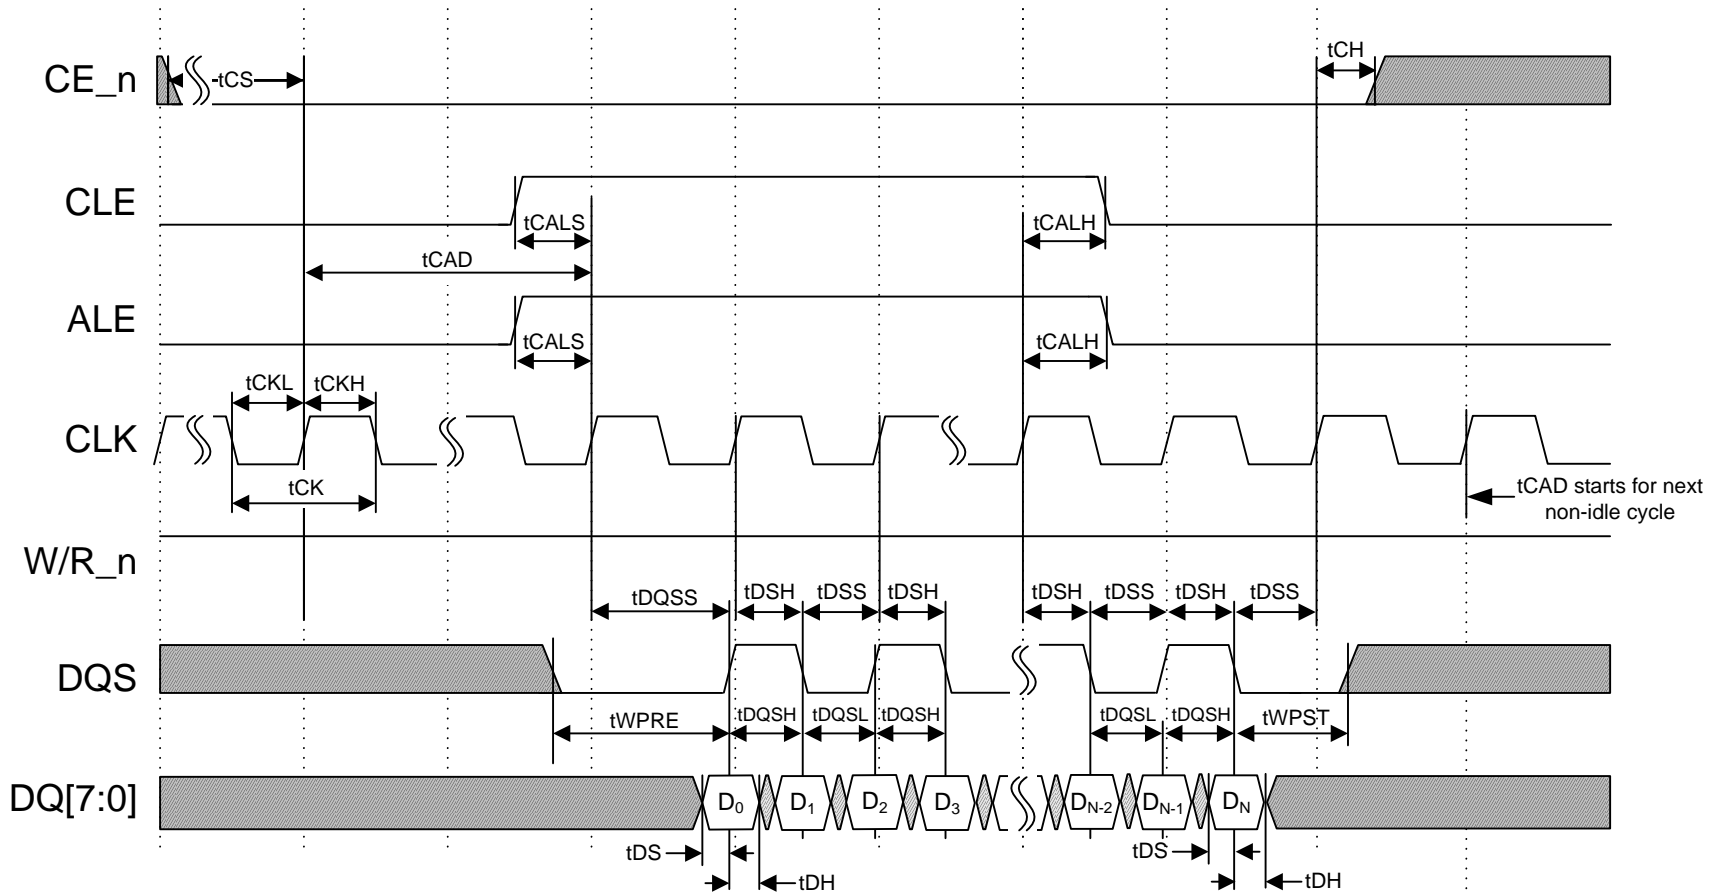 CE_n
tCS
tCH
CLE
tCALS
tCALH
tCAD
ALE
tCALS
tCALH
tCKL
tCKH
CLK
tCK
tCAD starts for next
non-idle cycle
W/R_n
tDQSS
tDSH
tDSS
tDSH
tDSH
tDSS
tDSH
tDSS
DQS
tWPRE
tDQSH
tDQSL
tDQSH
tDQSL
tDQSH
tWPST
DQ[7:0]
D0
D1
D2
D3
DN-2
DN-1
DN
tDS
tDS
tDH
tDH